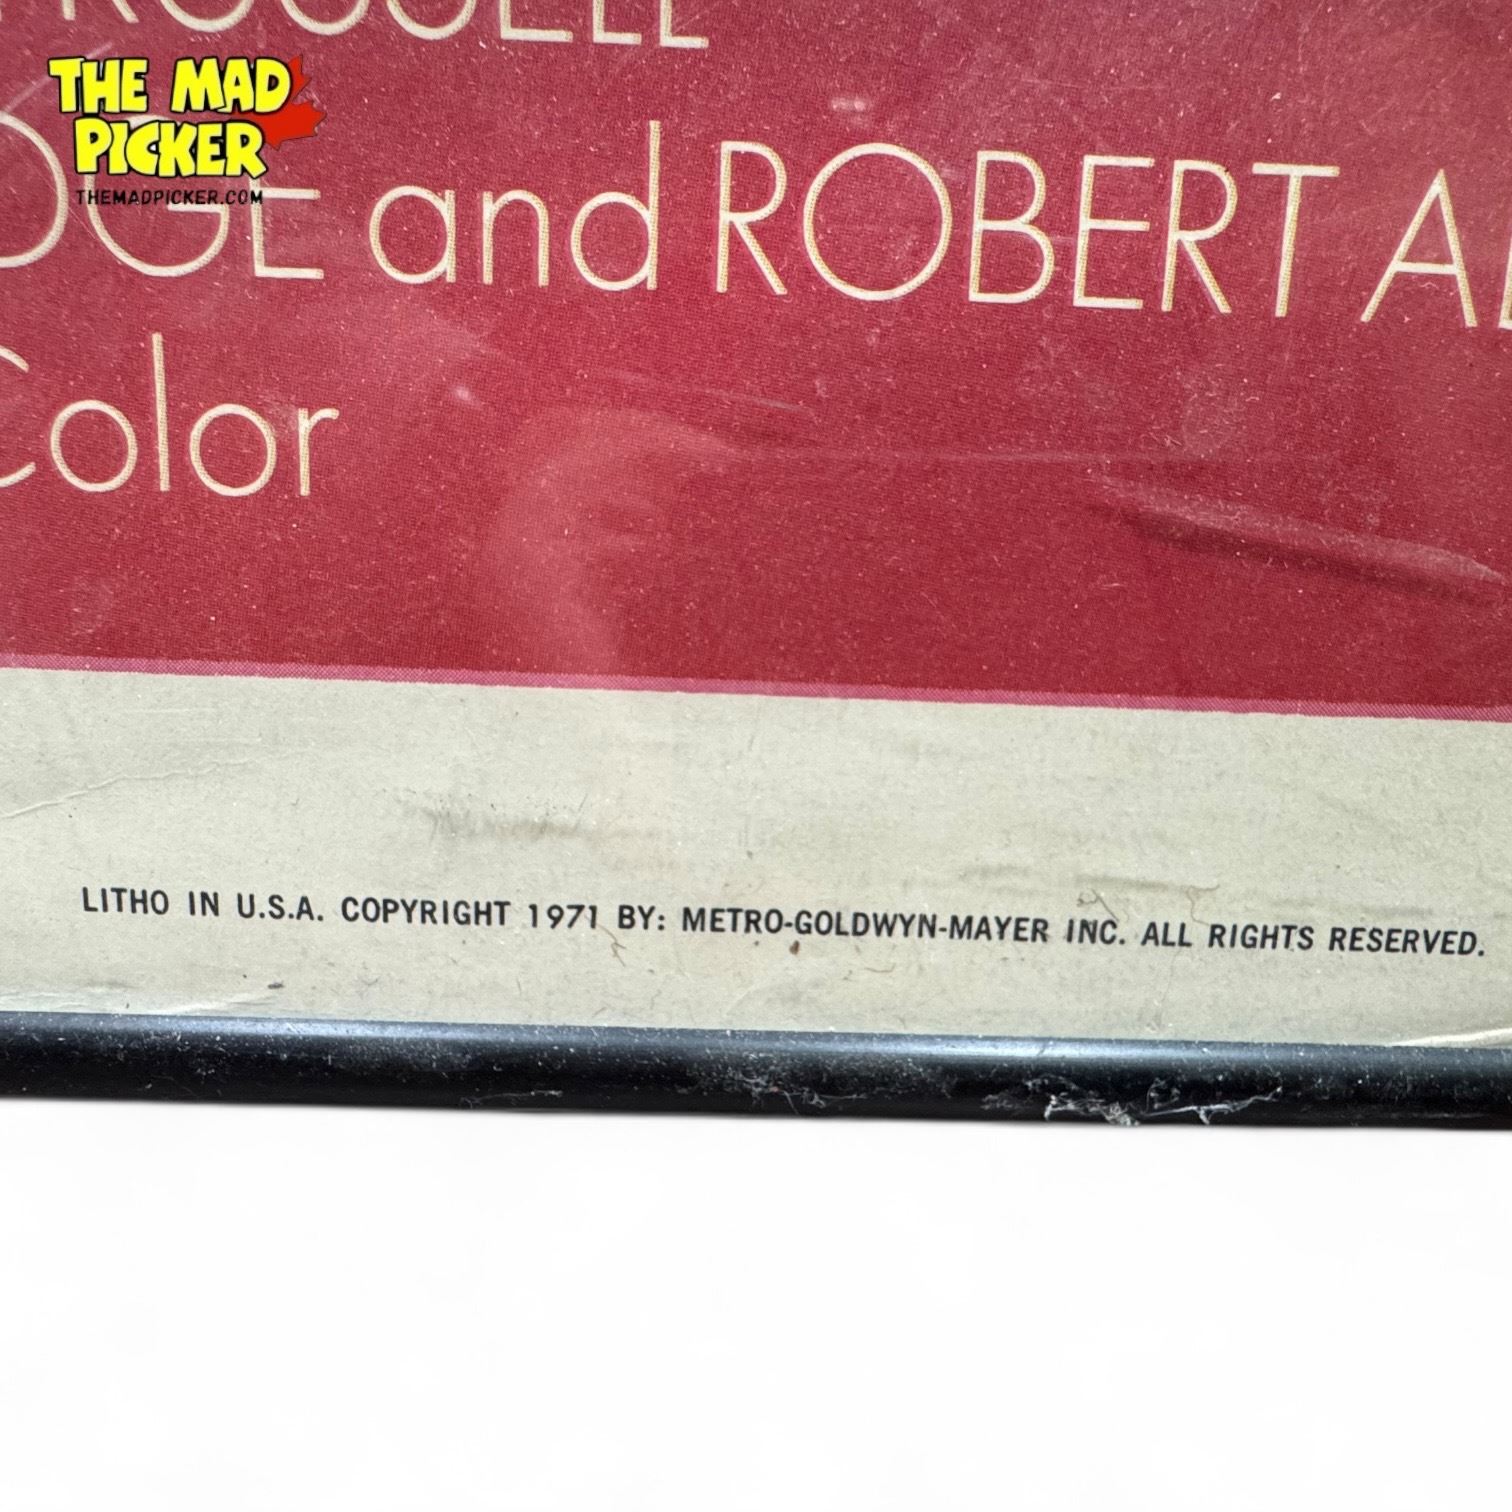 THE MAD
PICKER
THEMADPICKER.COM
and ROBERT
Color
LITHO IN U.S.A. COPYRIGHT 1971 BY: METRO-GOLDWYN-MAYER INC. ALL RIGHTS RESERVED.